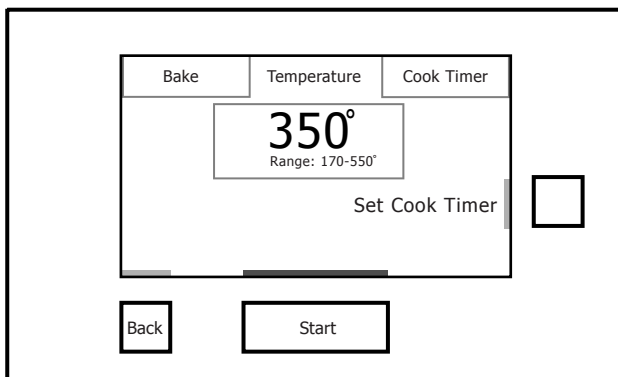 Bake Temperature Cook Timer
350°
Range: 170-550°
Set Cook Timer
Back Start